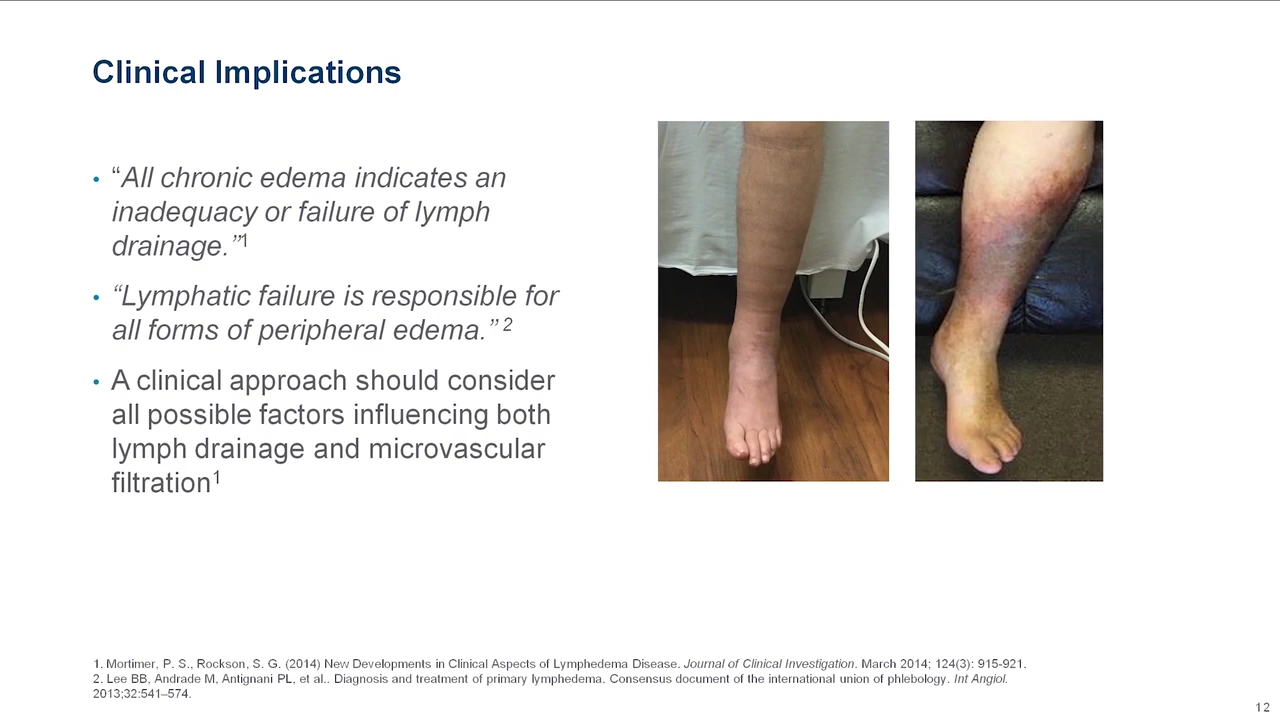 Clinical Implications
• “All chronic edema indicates an
inadequacy or failure of lymph
drainage.”1
• “Lymphatic failure is responsible for
all forms of peripheral edema.” 2
• A clinical approach should consider
all possible factors influencing both
lymph drainage and microvascular
filtration1
1. Mortimer, P. S., Rockson, S. G. (2014) New Developments in Clinical Aspects of Lymphedema Disease. Journal of Clinical Investigation. March 2014; 124(3): 915-921.
2. Lee BB, Andrade M, Antignani PL, et al.. Diagnosis and treatment of primary lymphedema. Consensus document of the international union of phlebology. Int Angiol.
2013;32:541–574.
12